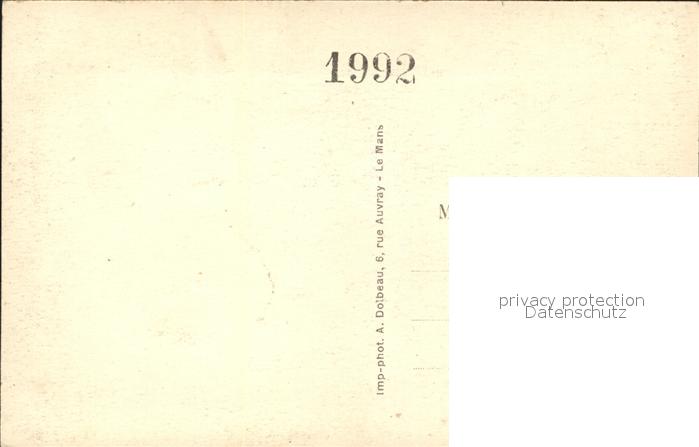 1992
Imp-phot. A. Dolbeau, 6, rue Auvray - Le Mans
M
privacy protection
Datenschutz